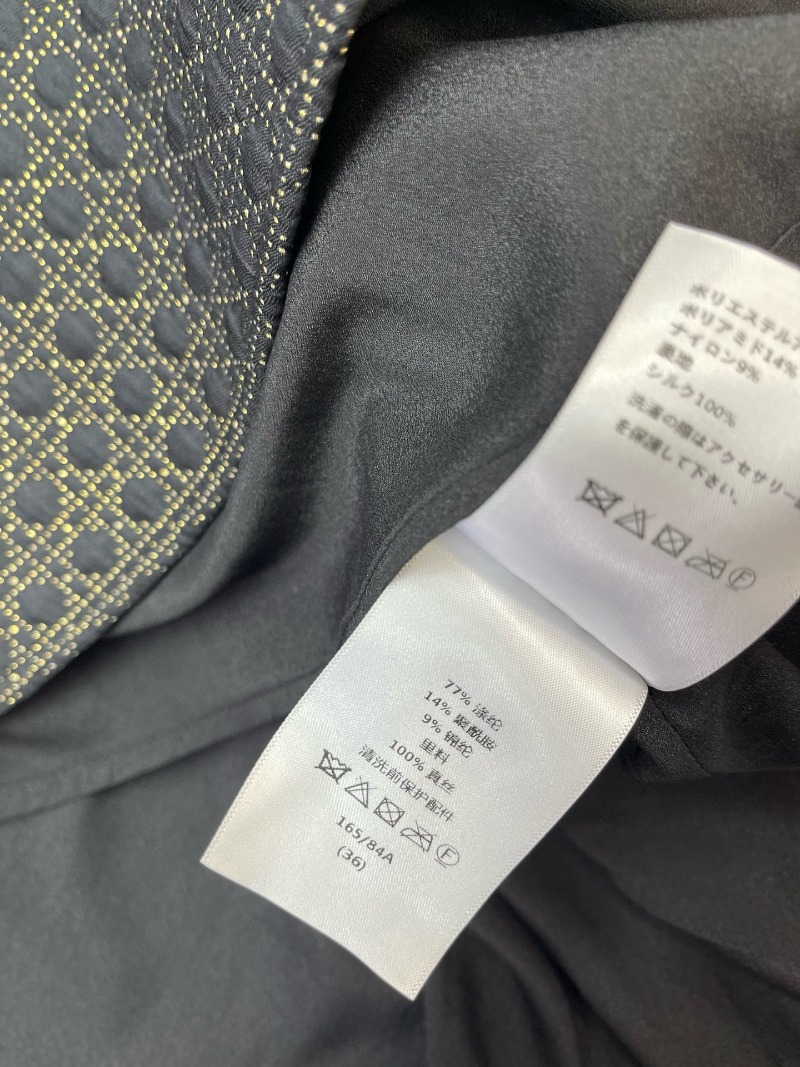 ポリエステル7
ポリアミド14%
ナイロン9%
裏地
シルク100%
洗濯の際はアクセサリー
を保護して下さい。
F
77% 涤纶
14% 聚酰胺
9% 锦纶
里料
100% 真丝
清洗前保护配件
F
165/84A
(36)